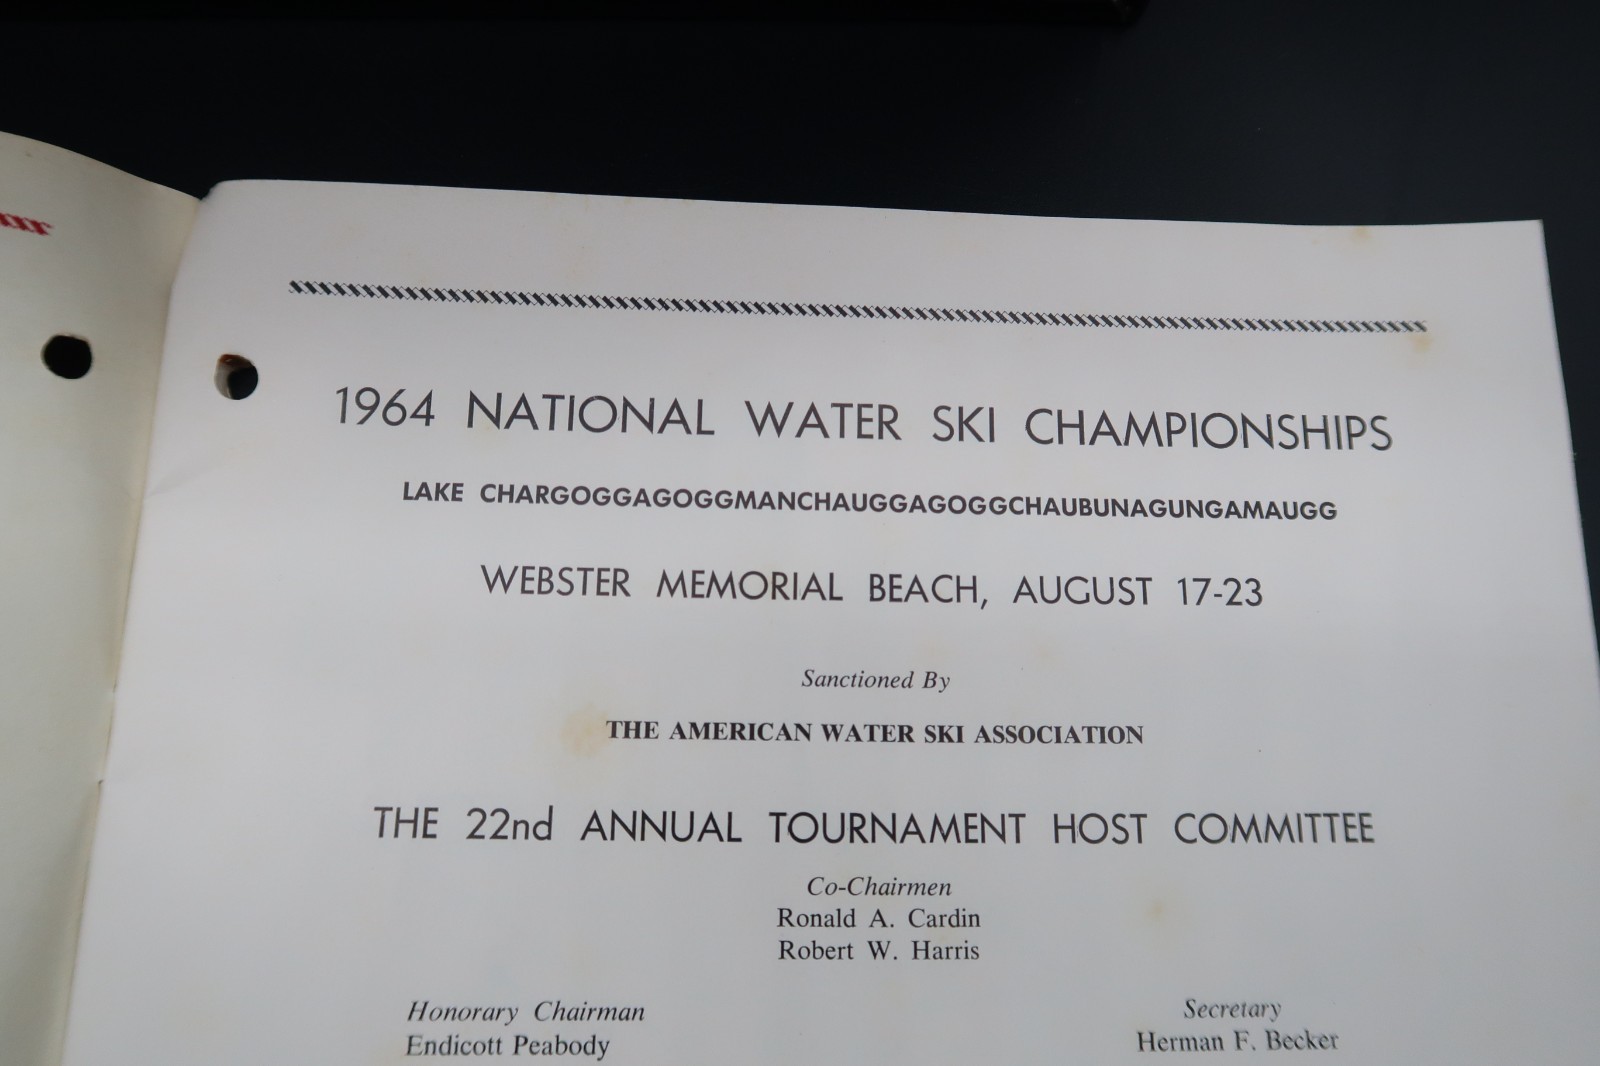 1964 NATIONAL WATER SKI CHAMPIONSHIPS
LAKE CHARGOGGAGOGGMANCHAUGGAGOGGCHAUBUNAGUNGAMAUGG
WEBSTER MEMORIAL BEACH, AUGUST 17-23
Sanctioned By
THE AMERICAN WATER SKI ASSOCIATION
THE 22nd ANNUAL TOURNAMENT HOST COMMITTEE
Co-Chairmen
Ronald A. Cardin
Robert W. Harris
Honorary Chairman
Endicott Peabody
Secretary
Herman F. Becker